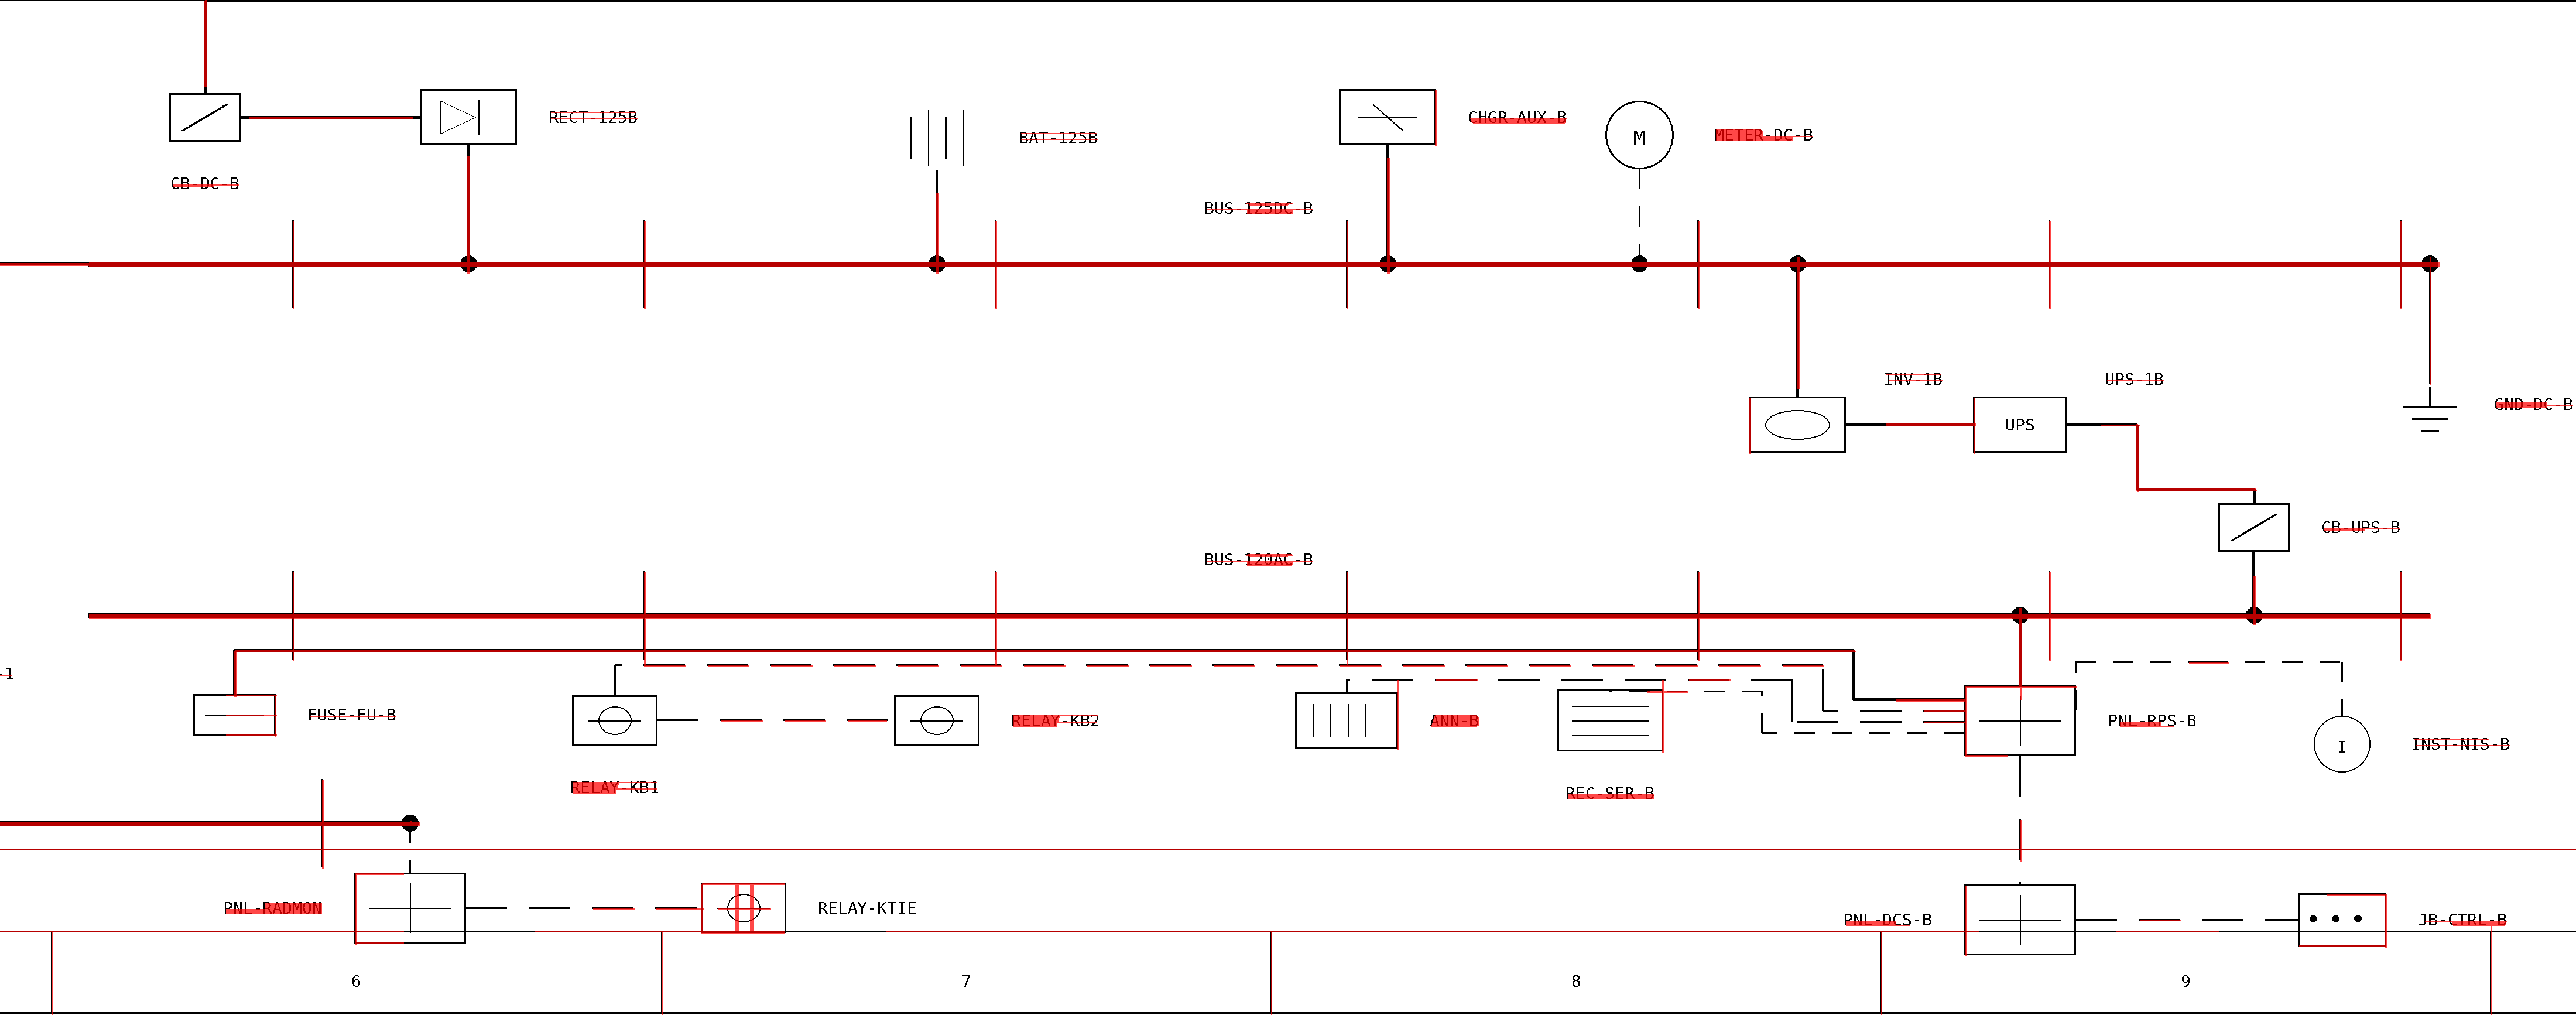 RECT-125B
CHGR-AUX-B
M
METER-DC-B
BAT-125B
CB-DC-B
BUS-125DC-B
INV-1B
UPS-1B
GND-DC-B
UPS
CB-UPS-B
BUS-120AC-B
-1
FUSE-FU-B
RELAY-KB2
ANN-B
PNL-RPS-B
I
INST-NIS-B
RELAY-KB1
REC-SER-B
PNL-RADMON
RELAY-KTIE
PNL-DCS-B
JB-CTRL-B
6
7
8
9